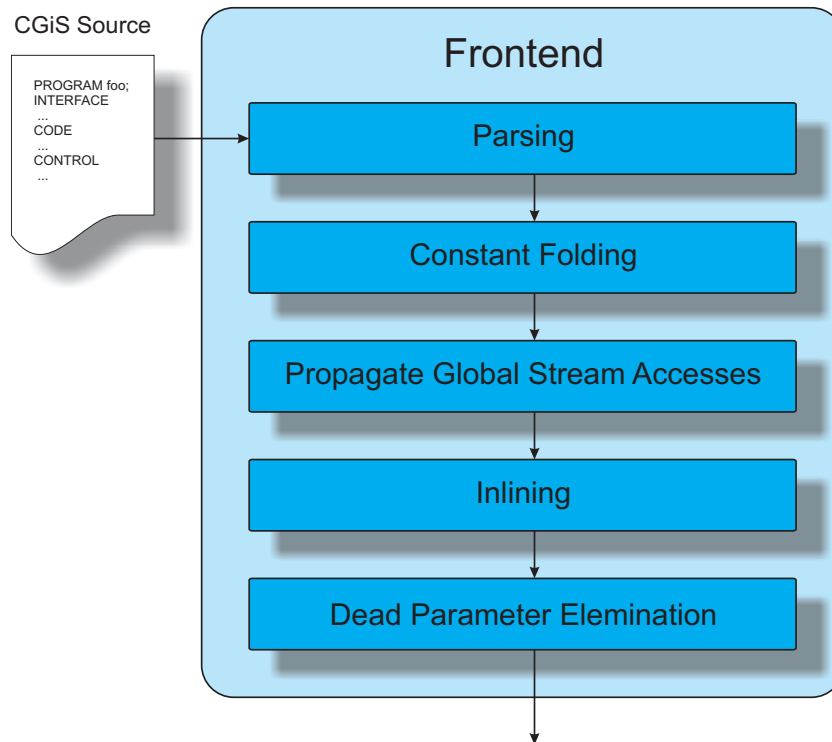 CGiS Source
PROGRAM foo;
INTERFACE
...
CODE
...
CONTROL
...
Frontend
Parsing
Constant Folding
Propagate Global Stream Accesses
Inlining
Dead Parameter Elemination